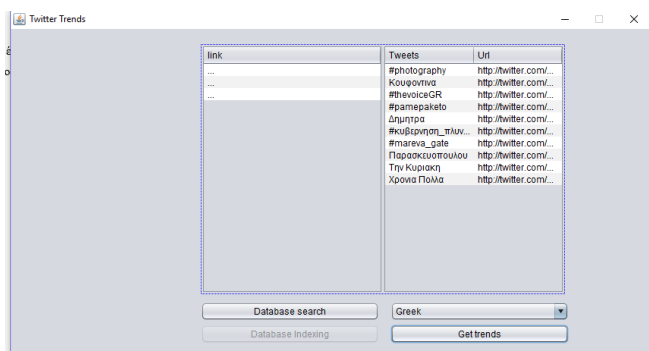 Twitter Trends
link
...
...
...
Tweets Url
#photography http://twitter.com/...
Κουφοντινα http://twitter.com/...
#thevoiceGR http://twitter.com/...
#pamepaketo http://twitter.com/...
Δημητρα http://twitter.com/...
#κυβερνηση_πλυν... http://twitter.com/...
#mareva_gate http://twitter.com/...
Παρασκευοπουλου http://twitter.com/...
Την Κυριακη http://twitter.com/...
Χρονια Πολλα http://twitter.com/...
Database search Greek
Database Indexing Get trends